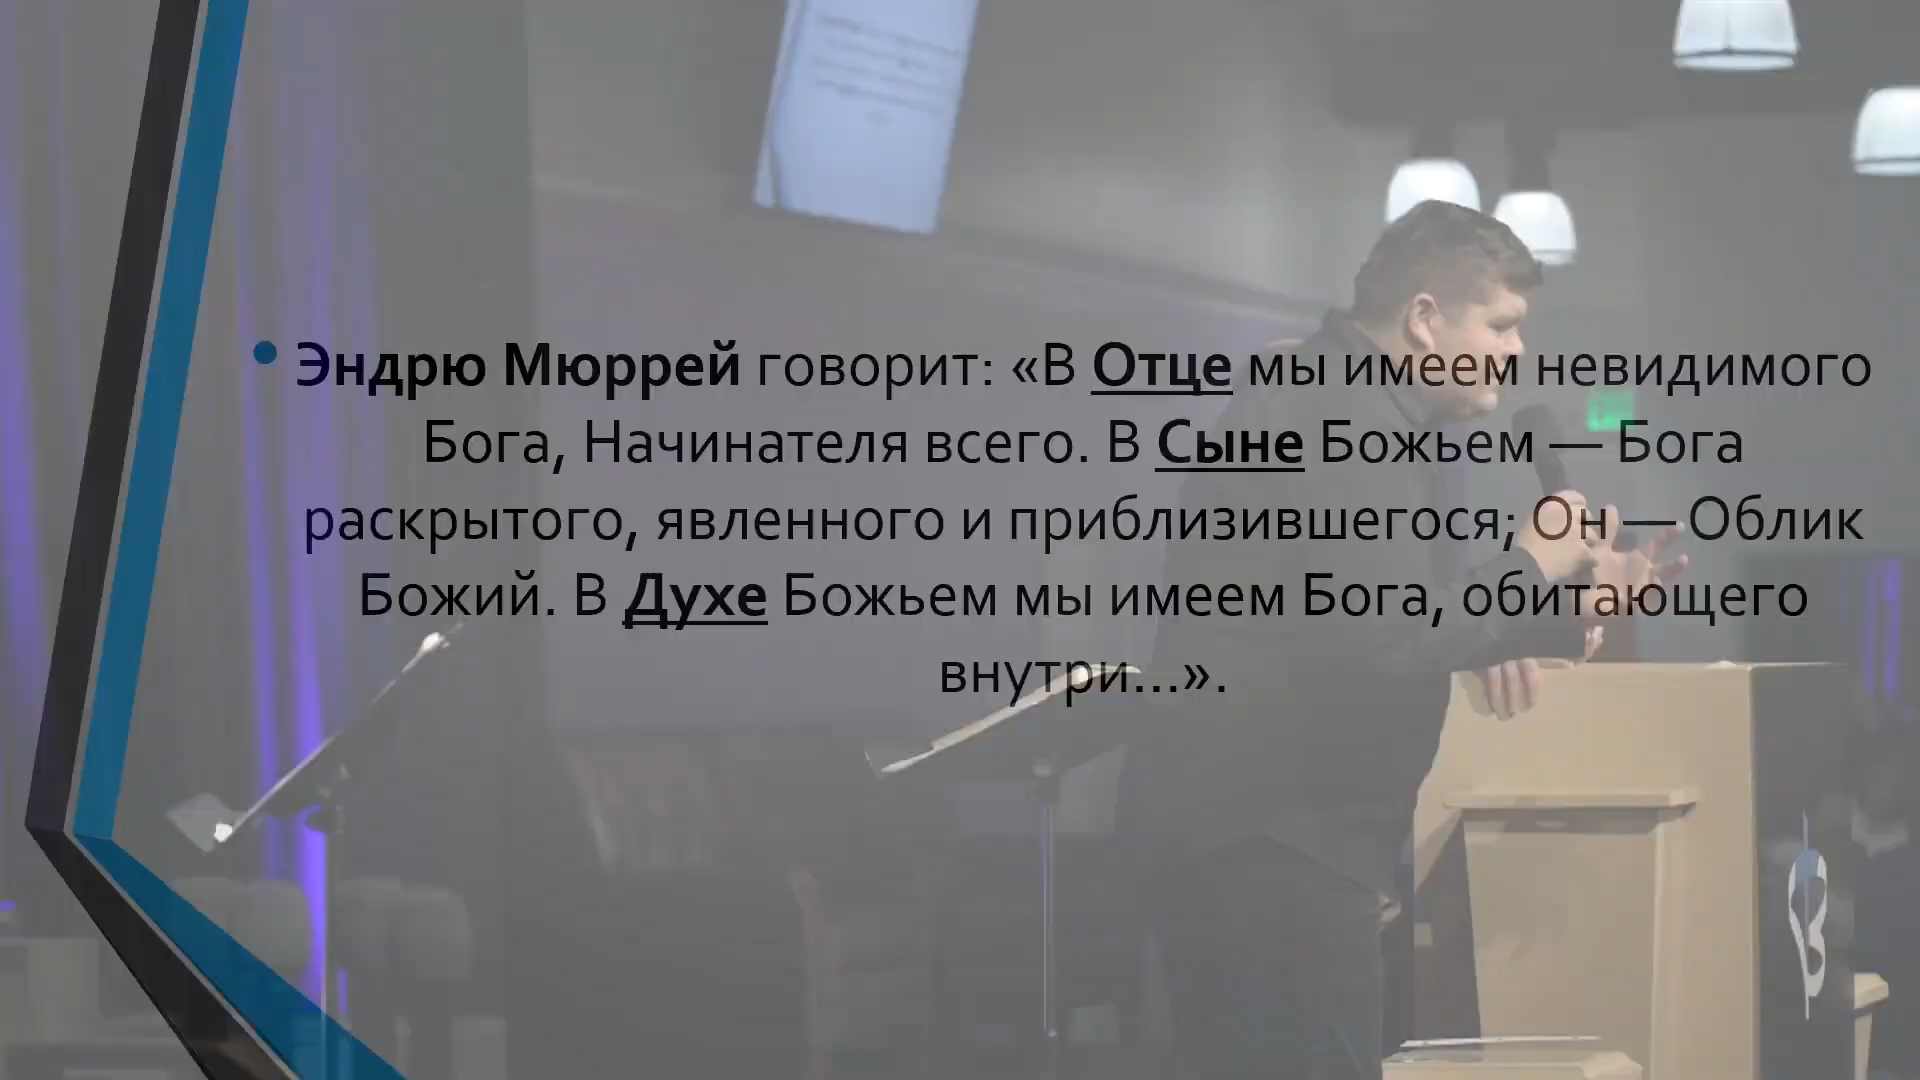 • Эндрю Мюррей говорит: «В Отце мы имеем невидимого
Бога, Начинателя всего. В Сыне Божьем — Бога
раскрытого, явленного и приблизившегося; Он — Облик
Божий. В Духе Божьем мы имеем Бога, обитающего
внутри...».